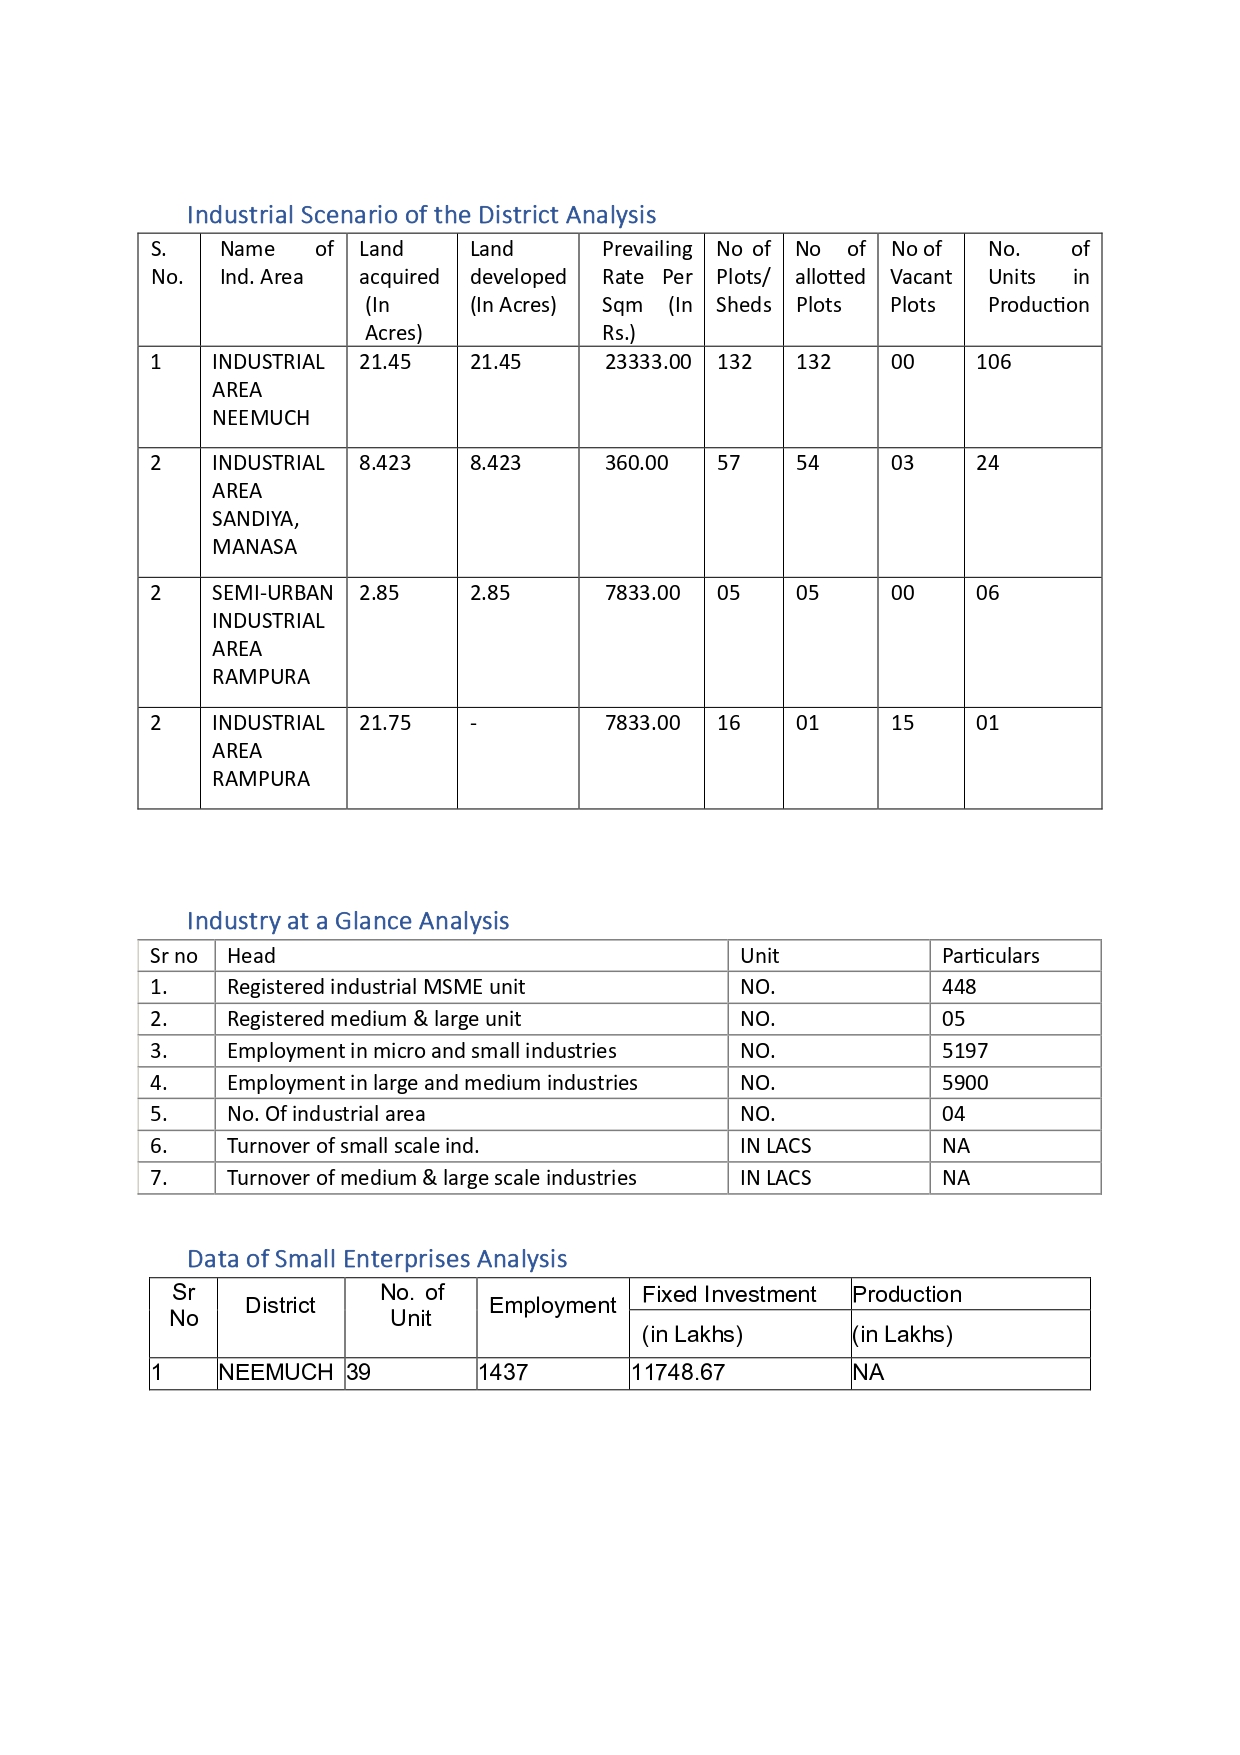 Industrial Scenario of the District Analysis
S. No. Name of Ind. Area Land acquired (In Acres) Land developed (In Acres) Prevailing Rate Per Sqm (In Rs.) No of Plots/ Sheds No of allotted Plots No of Vacant Plots No. of Units in Production
1 INDUSTRIAL AREA NEEMUCH 21.45 21.45 23333.00 132 132 00 106
2 INDUSTRIAL AREA SANDIYA, MANASA 8.423 8.423 360.00 57 54 03 24
2 SEMI-URBAN INDUSTRIAL AREA RAMPURA 2.85 2.85 7833.00 05 05 00 06
2 INDUSTRIAL AREA RAMPURA 21.75 - 7833.00 16 01 15 01
Industry at a Glance Analysis
Sr no Head Unit Particulars
1. Registered industrial MSME unit NO. 448
2. Registered medium & large unit NO. 05
3. Employment in micro and small industries NO. 5197
4. Employment in large and medium industries NO. 5900
5. No. Of industrial area NO. 04
6. Turnover of small scale ind. IN LACS NA
7. Turnover of medium & large scale industries IN LACS NA
Data of Small Enterprises Analysis
Sr No District No. of Unit Employment Fixed Investment Production
(in Lakhs) (in Lakhs)
1 NEEMUCH 39 1437 11748.67 NA